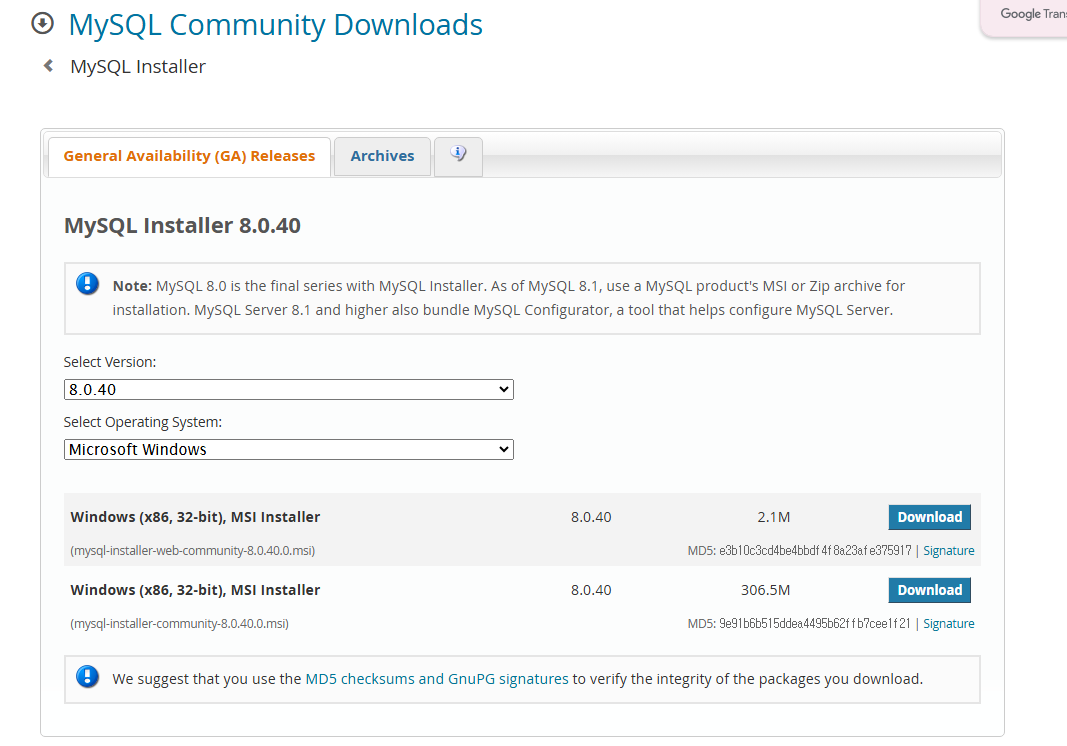 MySQL Community Downloads
Google Tran
MySQL Installer
General Availability (GA) Releases
Archives
MySQL Installer 8.0.40
Note: MySQL 8.0 is the final series with MySQL Installer. As of MySQL 8.1, use a MySQL product's MSI or Zip archive for
installation. MySQL Server 8.1 and higher also bundle MySQL Configurator, a tool that helps configure MySQL Server.
Select Version:
8.0.40
Select Operating System:
Microsoft Windows
Windows (x86, 32-bit), MSI Installer 8.0.40 2.1M Download
(mysql-installer-web-community-8.0.40.0.msi) MD5: e3b10c3cd4be4bbdf4f8a23afe375917 | Signature
Windows (x86, 32-bit), MSI Installer 8.0.40 306.5M Download
(mysql-installer-community-8.0.40.0.msi) MD5: 9e91b6b515ddea4495b62ffb7cee1f21 | Signature
We suggest that you use the MD5 checksums and GnuPG signatures to verify the integrity of the packages you download.